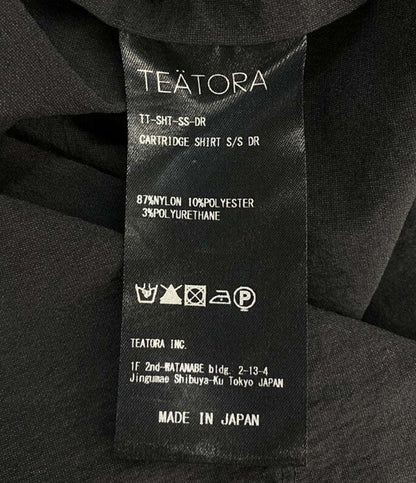 TEÄTORA
TT-SHT-SS-DR
CARTRIDGE SHIRT S/S DR
87%NYLON 10%POLYESTER
3%POLYURETHANE
P
TEATORA INC.
1F 2nd-WATANABE bldg. 2-13-4
Jingumae Shibuya-Ku Tokyo JAPAN
MADE IN JAPAN